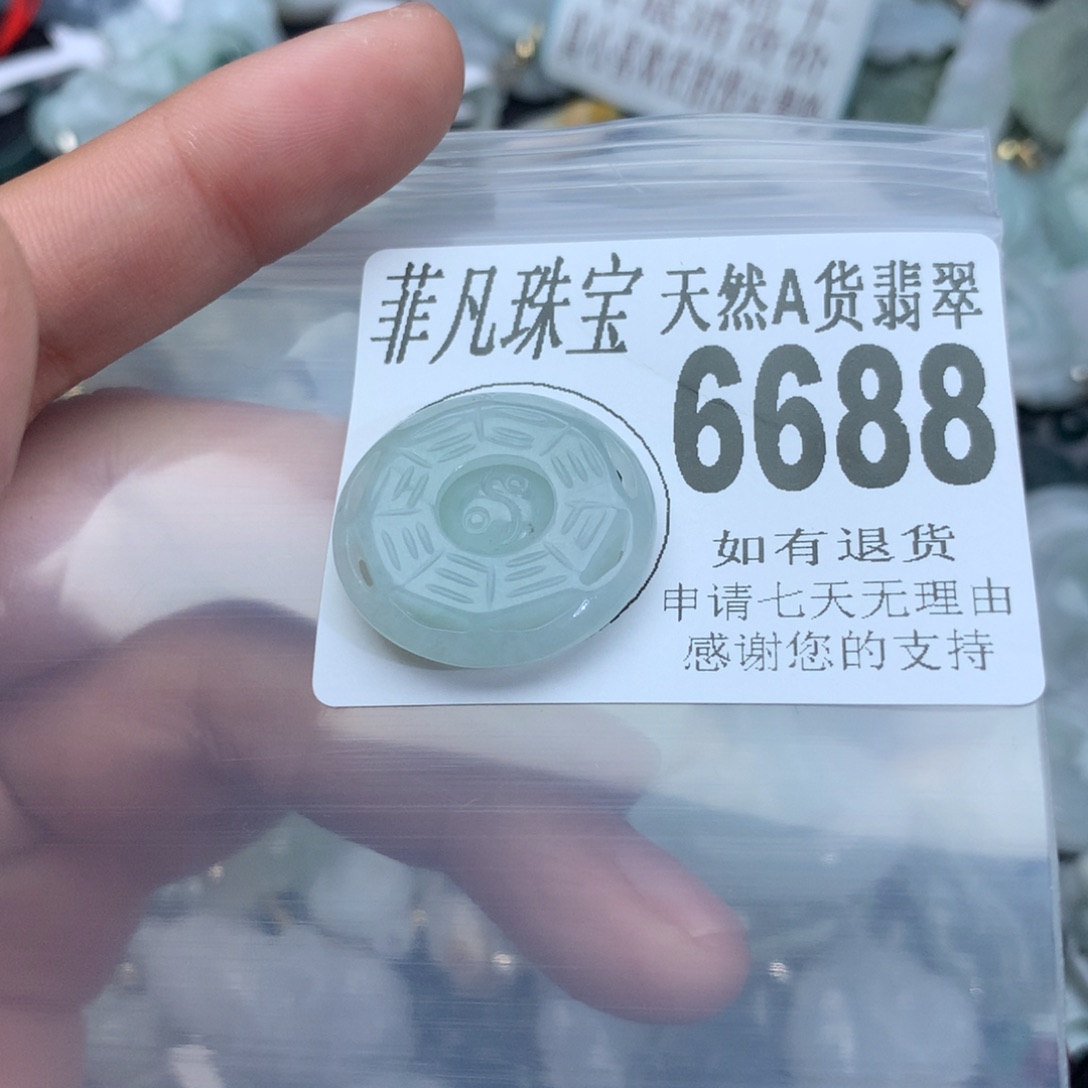 菲凡珠宝 天然A货翡翠
6688
如有退货
申请七天无理由
感谢您的支持